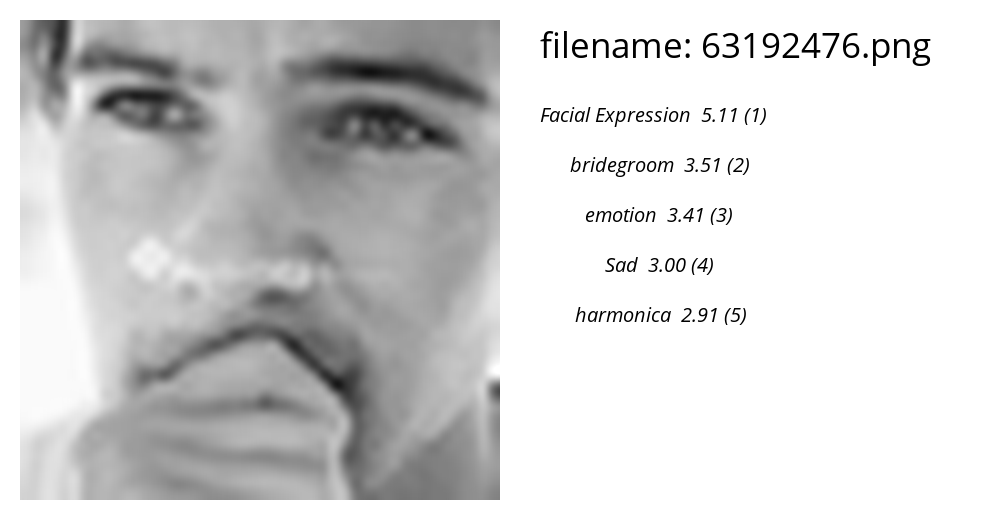 filename: 63192476.png
Facial Expression 5.11 (1)
bridegroom 3.51 (2)
emotion 3.41 (3)
Sad 3.00 (4)
harmonica 2.91 (5)